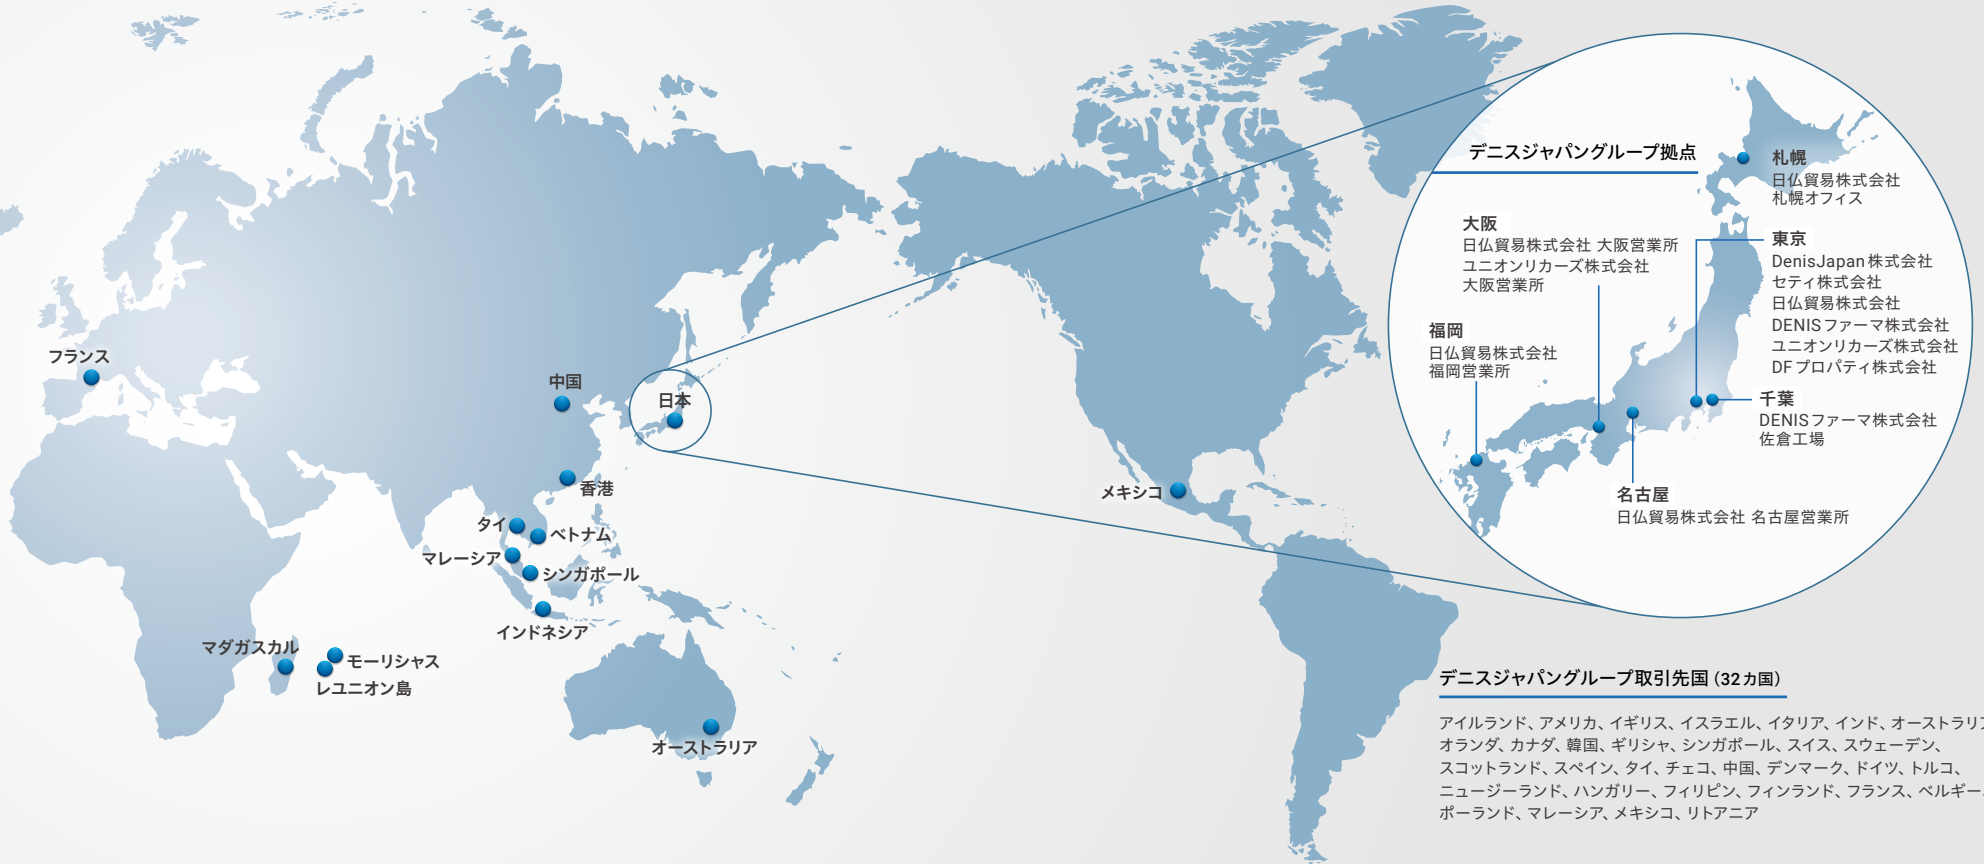 フランス
中国
日本
香港
タイ
ベトナム
マレーシア
シンガポール
インドネシア
マダガスカル
モーリシャス
レユニオン島
オーストラリア
メキシコ
デニスジャパングループ拠点
札幌
日仏貿易株式会社
札幌オフィス
大阪
日仏貿易株式会社 大阪営業所
ユニオンリカーズ株式会社
大阪営業所
東京
DenisJapan株式会社
セティ株式会社
日仏貿易株式会社
DENISファーマ株式会社
ユニオンリカーズ株式会社
DFプロパティ株式会社
福岡
日仏貿易株式会社
福岡営業所
千葉
DENISファーマ株式会社
佐倉工場
名古屋
日仏貿易株式会社 名古屋営業所
デニスジャパングループ取引先国（32カ国）
アイルランド、アメリカ、イギリス、イスラエル、イタリア、インド、オーストラリア
オランダ、カナダ、韓国、ギリシャ、シンガポール、スイス、スウェーデン、
スコットランド、スペイン、タイ、チェコ、中国、デンマーク、ドイツ、トルコ、
ニュージーランド、ハンガリー、フィリピン、フィンランド、フランス、ベルギー、
ポーランド、マレーシア、メキシコ、リトアニア